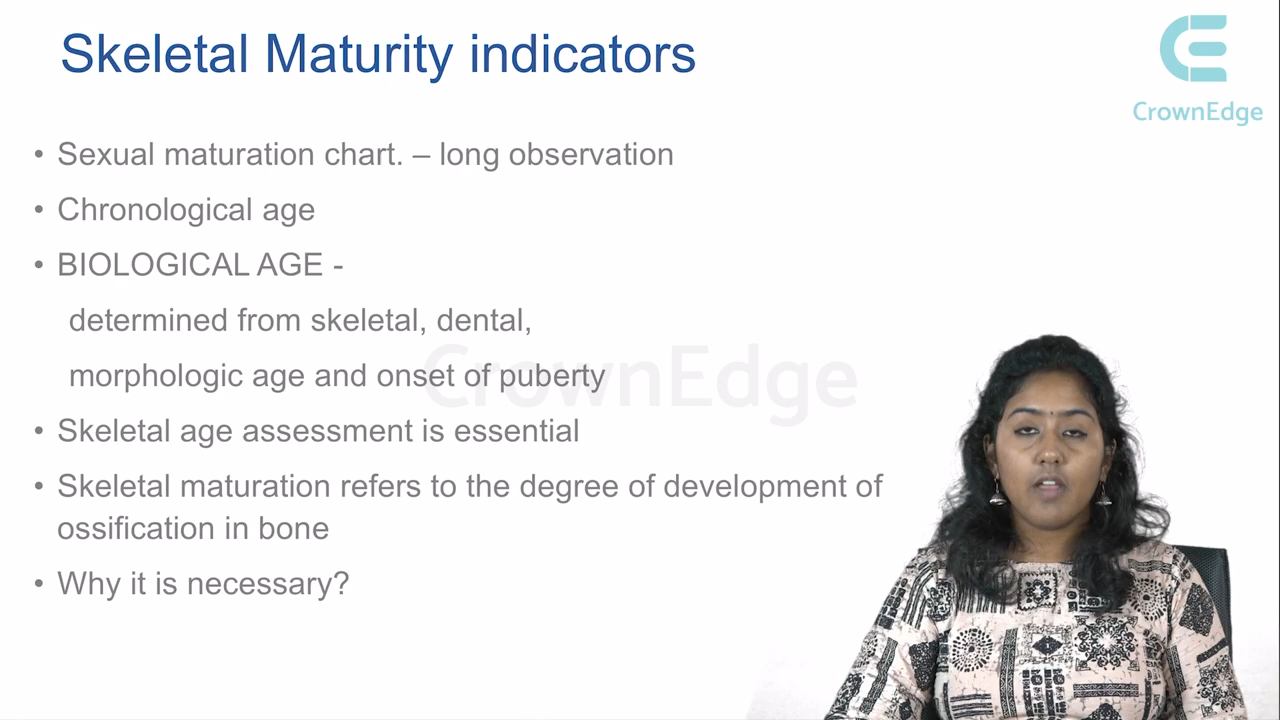 Skeletal Maturity indicators
CrownEdge
• Sexual maturation chart. – long observation
• Chronological age
• BIOLOGICAL AGE -
determined from skeletal, dental,
morphologic age and onset of puberty
CrownEdge
• Skeletal age assessment is essential
• Skeletal maturation refers to the degree of development of
ossification in bone
• Why it is necessary?